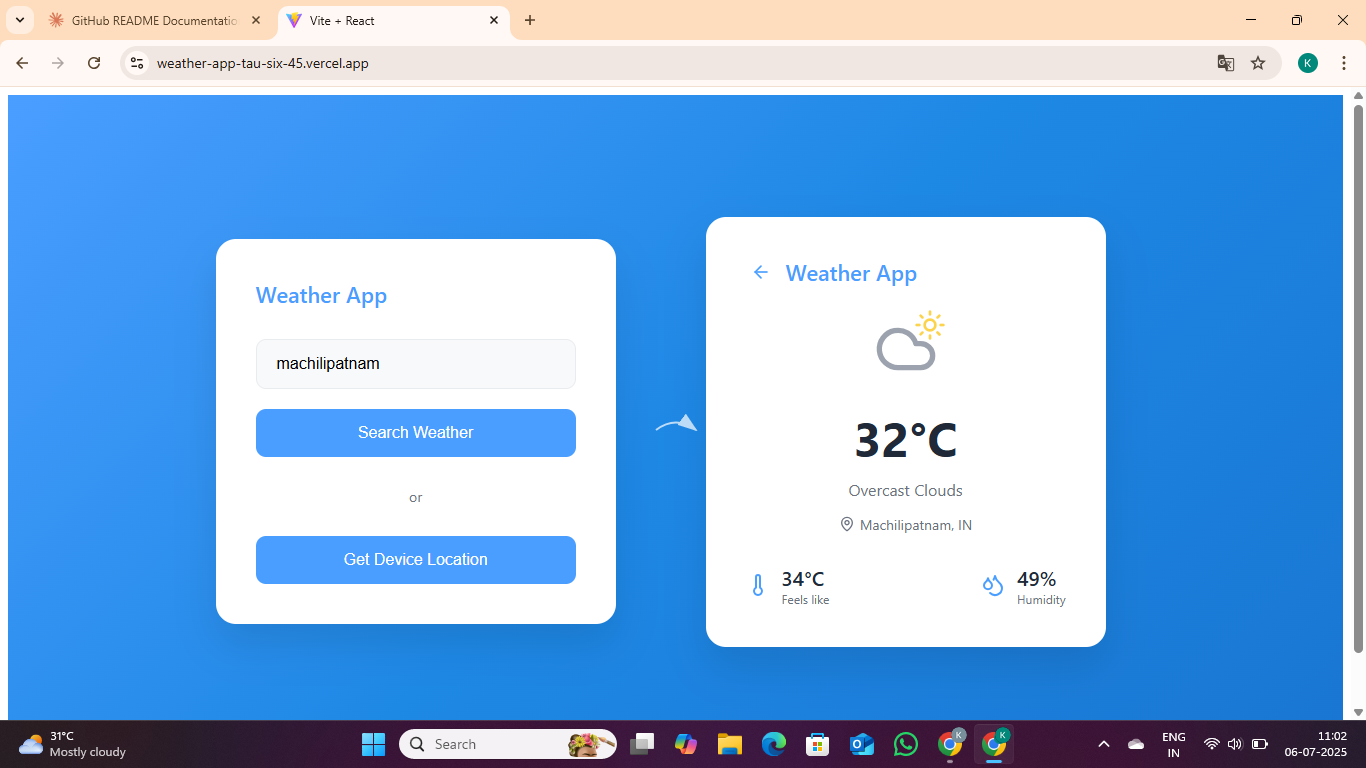 GitHub README Documentatio
Vite + React
weather-app-tau-six-45.vercel.app
K
Weather App
machilipatnam
Search Weather
or
Get Device Location
Weather App
32°C
Overcast Clouds
Machilipatnam, IN
34°C
Feels like
49%
Humidity
31°C
Mostly cloudy
Search
K
K
ENG
IN
11:02
06-07-2025